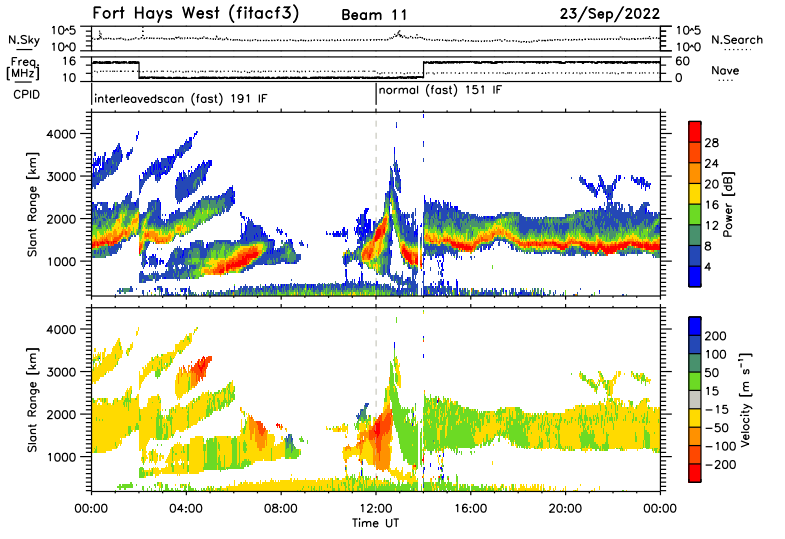 Fort Hays West (fitacf3) Beam 11 23/Sep/2022
N.Sky 10^5 10^0 10^5 10^0 N.Search
Freq. [MHz] 16 10 60 0 Nave
CPID interleavedscan (fast) 191 IF normal (fast) 151 IF
Slant Range [km]
4000
3000
2000
1000
28
24
20
16
12
8
4
Power [dB]
Slant Range [km]
4000
3000
2000
1000
200
100
50
15
-15
-50
-100
-200
Velocity [m s⁻¹]
00:00 04:00 08:00 12:00 16:00 20:00 00:00
Time UT